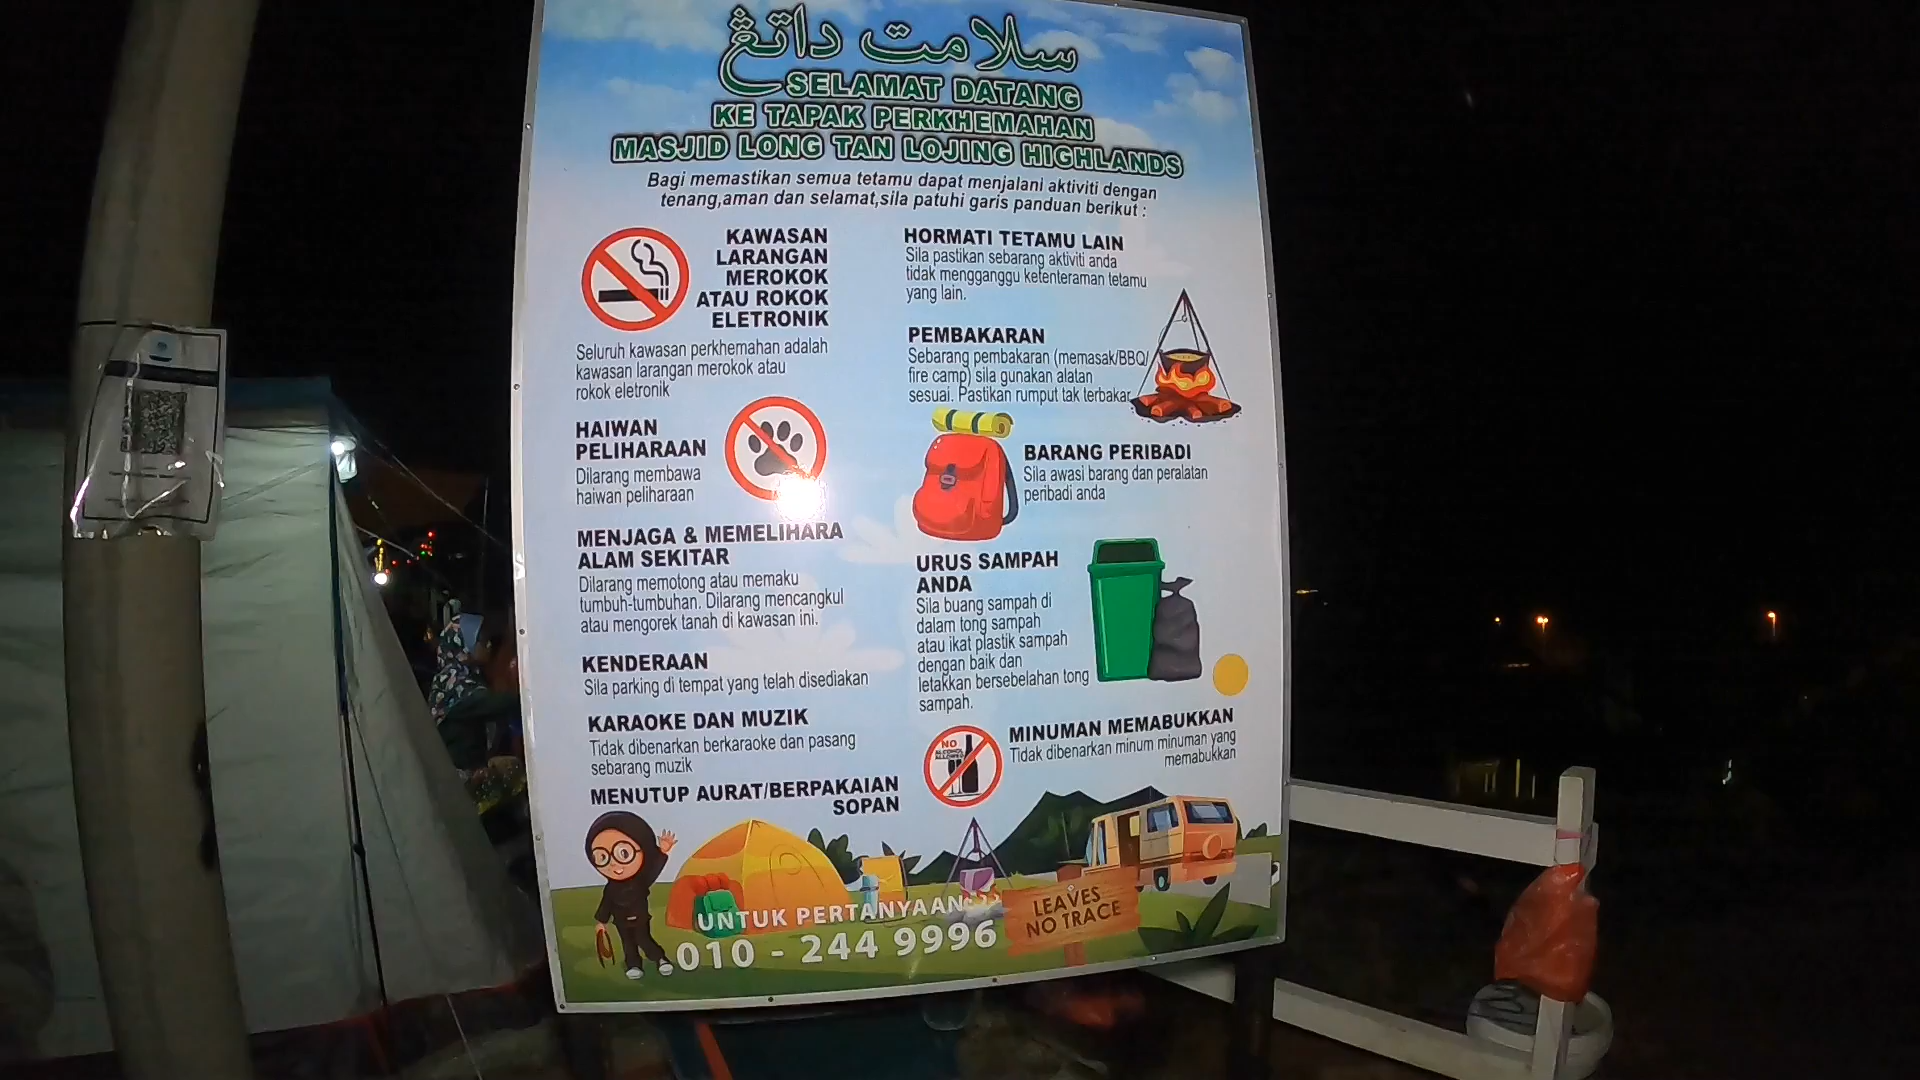 سلامت داتڠ
SELAMAT DATANG
KE TAPAK PERKHEMAHAN
MASJID LONG TAN LOJING HIGHLANDS
Bagi memastikan semua tetamu dapat menjalani aktiviti dengan
tenang,aman dan selamat,sila patuhi garis panduan berikut :
KAWASAN
LARANGAN
MEROKOK
ATAU ROKOK
ELETRONIK
Seluruh kawasan perkhemahan adalah
kawasan larangan merokok atau
rokok eletronik
HAIWAN
PELIHARAAN
Dilarang membawa
haiwan peliharaan
MENJAGA & MEMELIHARA
ALAM SEKITAR
Dilarang memotong atau memaku
tumbuh-tumbuhan. Dilarang mencangkul
atau mengorek tanah di kawasan ini.
KENDERAAN
Sila parking di tempat yang telah disediakan
KARAOKE DAN MUZIK
Tidak dibenarkan berkaraoke dan pasang
sebarang muzik
MENUTUP AURAT/BERPAKAIAN
SOPAN
HORMATI TETAMU LAIN
Sila pastikan sebarang aktiviti anda
tidak mengganggu ketenteraman tetamu
yang lain.
PEMBAKARAN
Sebarang pembakaran (memasak/BBQ/
fire camp) sila gunakan alatan
sesuai. Pastikan rumput tak terbakar
BARANG PERIBADI
Sila awasi barang dan peralatan
peribadi anda
URUS SAMPAH
ANDA
Sila buang sampah di
dalam tong sampah
atau ikat plastik sampah
dengan baik dan
letakkan bersebelahan tong
sampah.
NO
ALCOHOL
ALLOWED
MINUMAN MEMABUKKAN
Tidak dibenarkan minum minuman yang
memabukkan
UNTUK PERTANYAAN
010 - 244 9996
LEAVES
NO TRACE